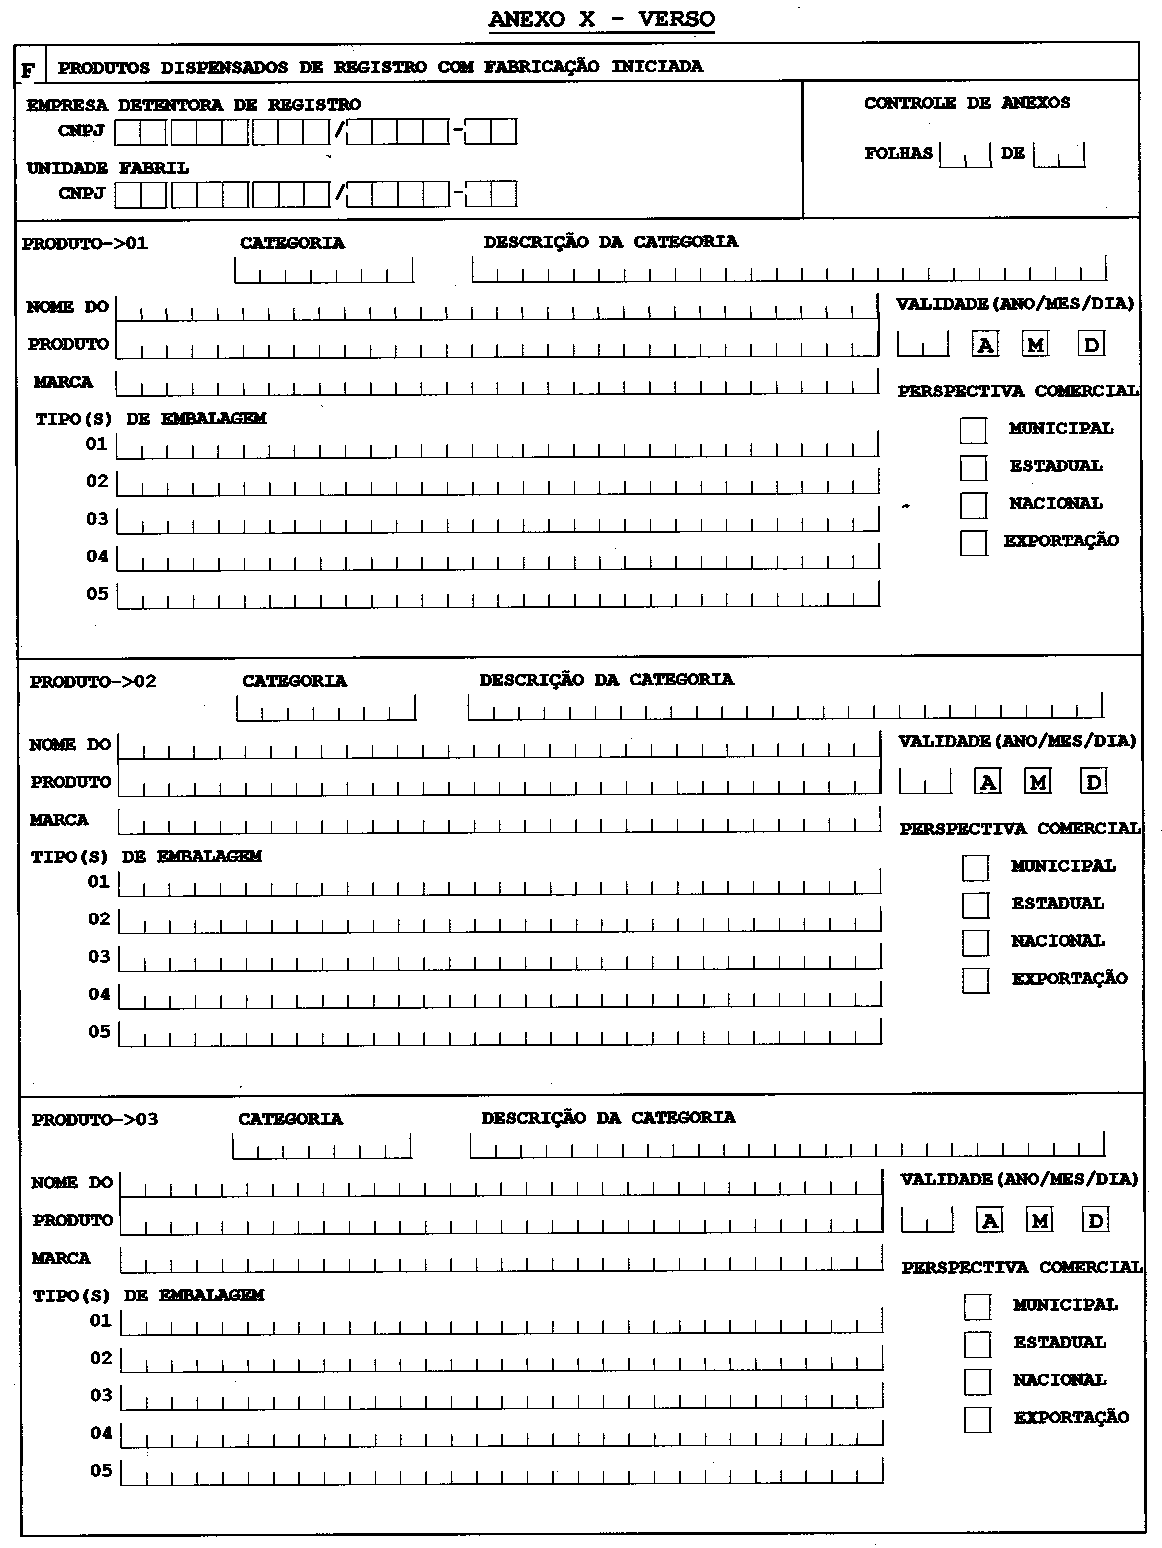 ANEXO X - VERSO
F PRODUTOS DISPENSADOS DE REGISTRO COM FABRICAÇÃO INICIADA
EMPRESA DETENTORA DE REGISTRO
CONTROLE DE ANEXOS
CNPJ / -
FOLHAS DE
UNIDADE FABRIL
CNPJ / -
PRODUTO->01 CATEGORIA DESCRIÇÃO DA CATEGORIA
NOME DO VALIDADE(ANO/MES/DIA)
PRODUTO A M D
MARCA PERSPECTIVA COMERCIAL
TIPO(S) DE EMBALAGEM
01 MUNICIPAL
02 ESTADUAL
03 NACIONAL
04 EXPORTAÇÃO
05
PRODUTO->02 CATEGORIA DESCRIÇÃO DA CATEGORIA
NOME DO VALIDADE(ANO/MES/DIA)
PRODUTO A M D
MARCA PERSPECTIVA COMERCIAL
TIPO(S) DE EMBALAGEM
01 MUNICIPAL
02 ESTADUAL
03 NACIONAL
04 EXPORTAÇÃO
05
PRODUTO->03 CATEGORIA DESCRIÇÃO DA CATEGORIA
NOME DO VALIDADE(ANO/MES/DIA)
PRODUTO A M D
MARCA PERSPECTIVA COMERCIAL
TIPO(S) DE EMBALAGEM
01 MUNICIPAL
02 ESTADUAL
03 NACIONAL
04 EXPORTAÇÃO
05